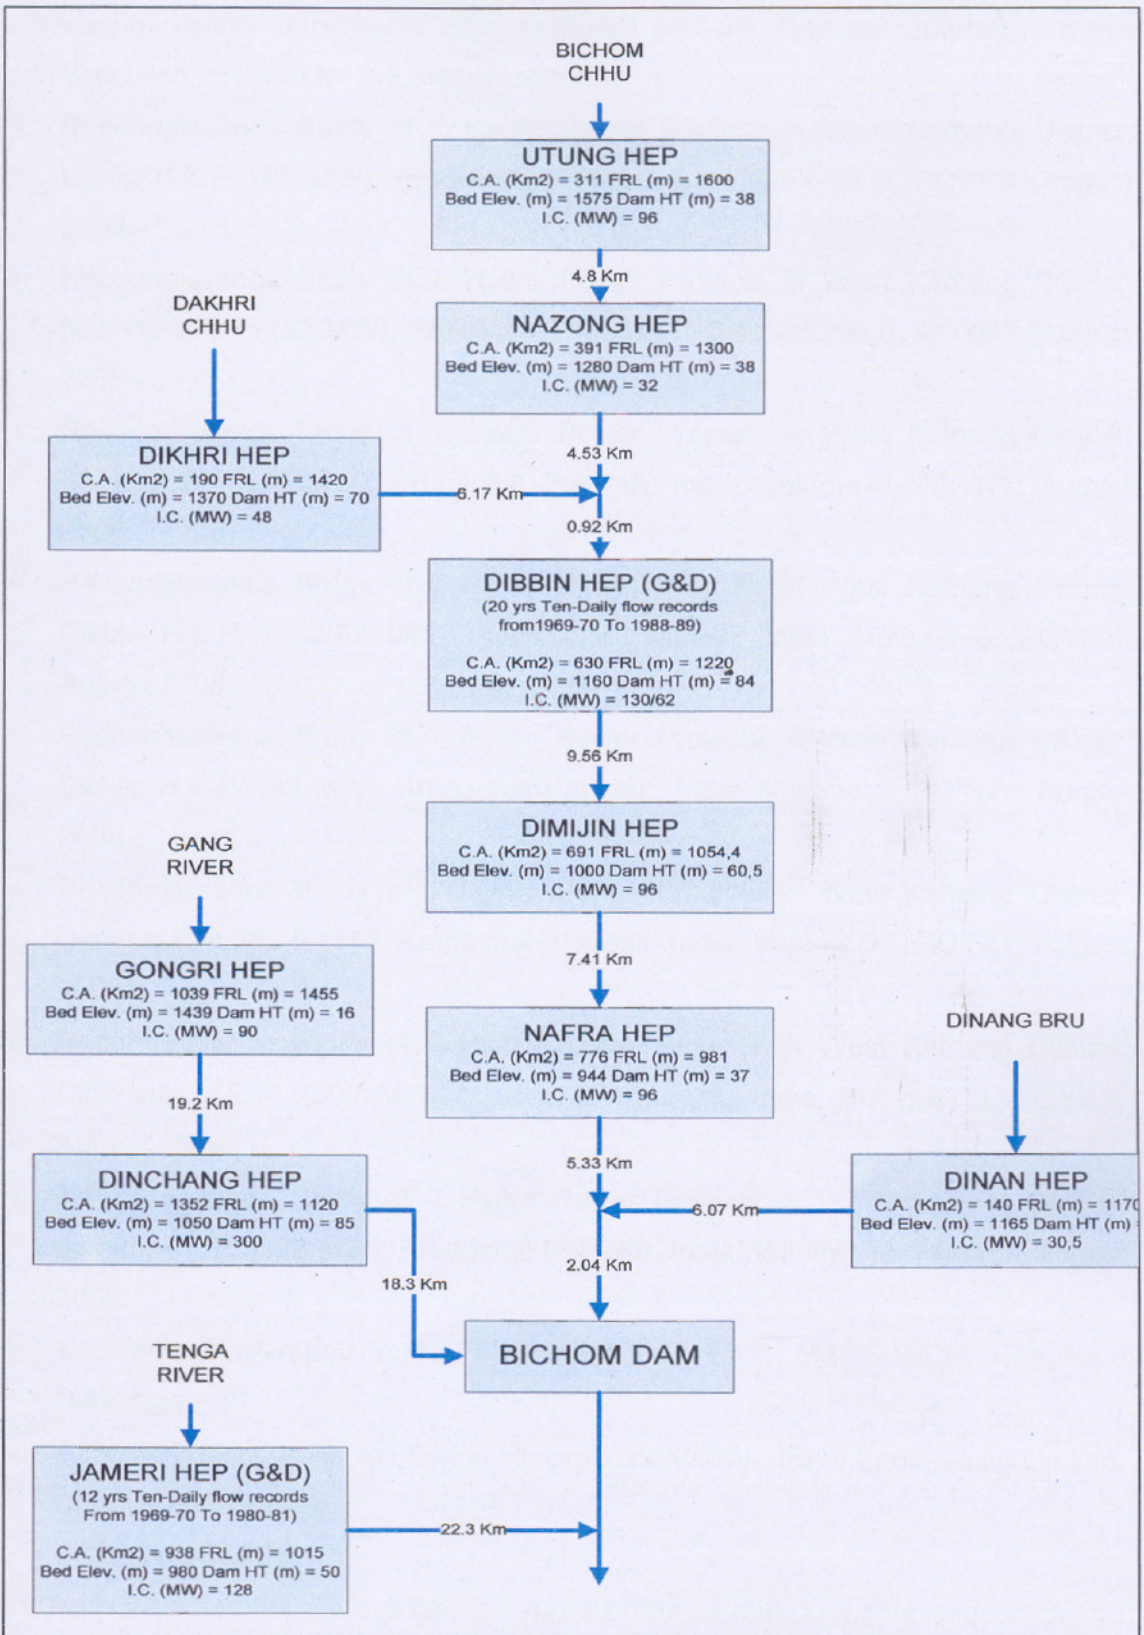 BICHOM
CHHU
UTUNG HEP
C.A. (Km2) = 311 FRL (m) = 1600
Bed Elev. (m) = 1575 Dam HT (m) = 38
I.C. (MW) = 96
4.8 Km
DAKHRI
CHHU
NAZONG HEP
C.A. (Km2) = 391 FRL (m) = 1300
Bed Elev. (m) = 1280 Dam HT (m) = 38
I.C. (MW) = 32
4.53 Km
DIKHRI HEP
C.A. (Km2) = 190 FRL (m) = 1420
Bed Elev. (m) = 1370 Dam HT (m) = 70
I.C. (MW) = 48
6.17 Km
0.92 Km
DIBBIN HEP (G&D)
(20 yrs Ten-Daily flow records
from1969-70 To 1988-89)
C.A. (Km2) = 630 FRL (m) = 1220
Bed Elev. (m) = 1160 Dam HT (m) = 84
I.C. (MW) = 130/62
9.56 Km
DIMIJIN HEP
C.A. (Km2) = 691 FRL (m) = 1054,4
Bed Elev. (m) = 1000 Dam HT (m) = 60,5
I.C. (MW) = 96
GANG
RIVER
7.41 Km
GONGRI HEP
C.A. (Km2) = 1039 FRL (m) = 1455
Bed Elev. (m) = 1439 Dam HT (m) = 16
I.C. (MW) = 90
NAFRA HEP
C.A. (Km2) = 776 FRL (m) = 981
Bed Elev. (m) = 944 Dam HT (m) = 37
I.C. (MW) = 96
DINANG BRU
19.2 Km
5.33 Km
DINCHANG HEP
C.A. (Km2) = 1352 FRL (m) = 1120
Bed Elev. (m) = 1050 Dam HT (m) = 85
I.C. (MW) = 300
DINAN HEP
C.A. (Km2) = 140 FRL (m) = 1170
Bed Elev. (m) = 1165 Dam HT (m) =
I.C. (MW) = 30,5
6.07 Km
2.04 Km
18.3 Km
BICHOM DAM
TENGA
RIVER
JAMERI HEP (G&D)
(12 yrs Ten-Daily flow records
From 1969-70 To 1980-81)
C.A. (Km2) = 938 FRL (m) = 1015
Bed Elev. (m) = 980 Dam HT (m) = 50
I.C. (MW) = 128
22.3 Km